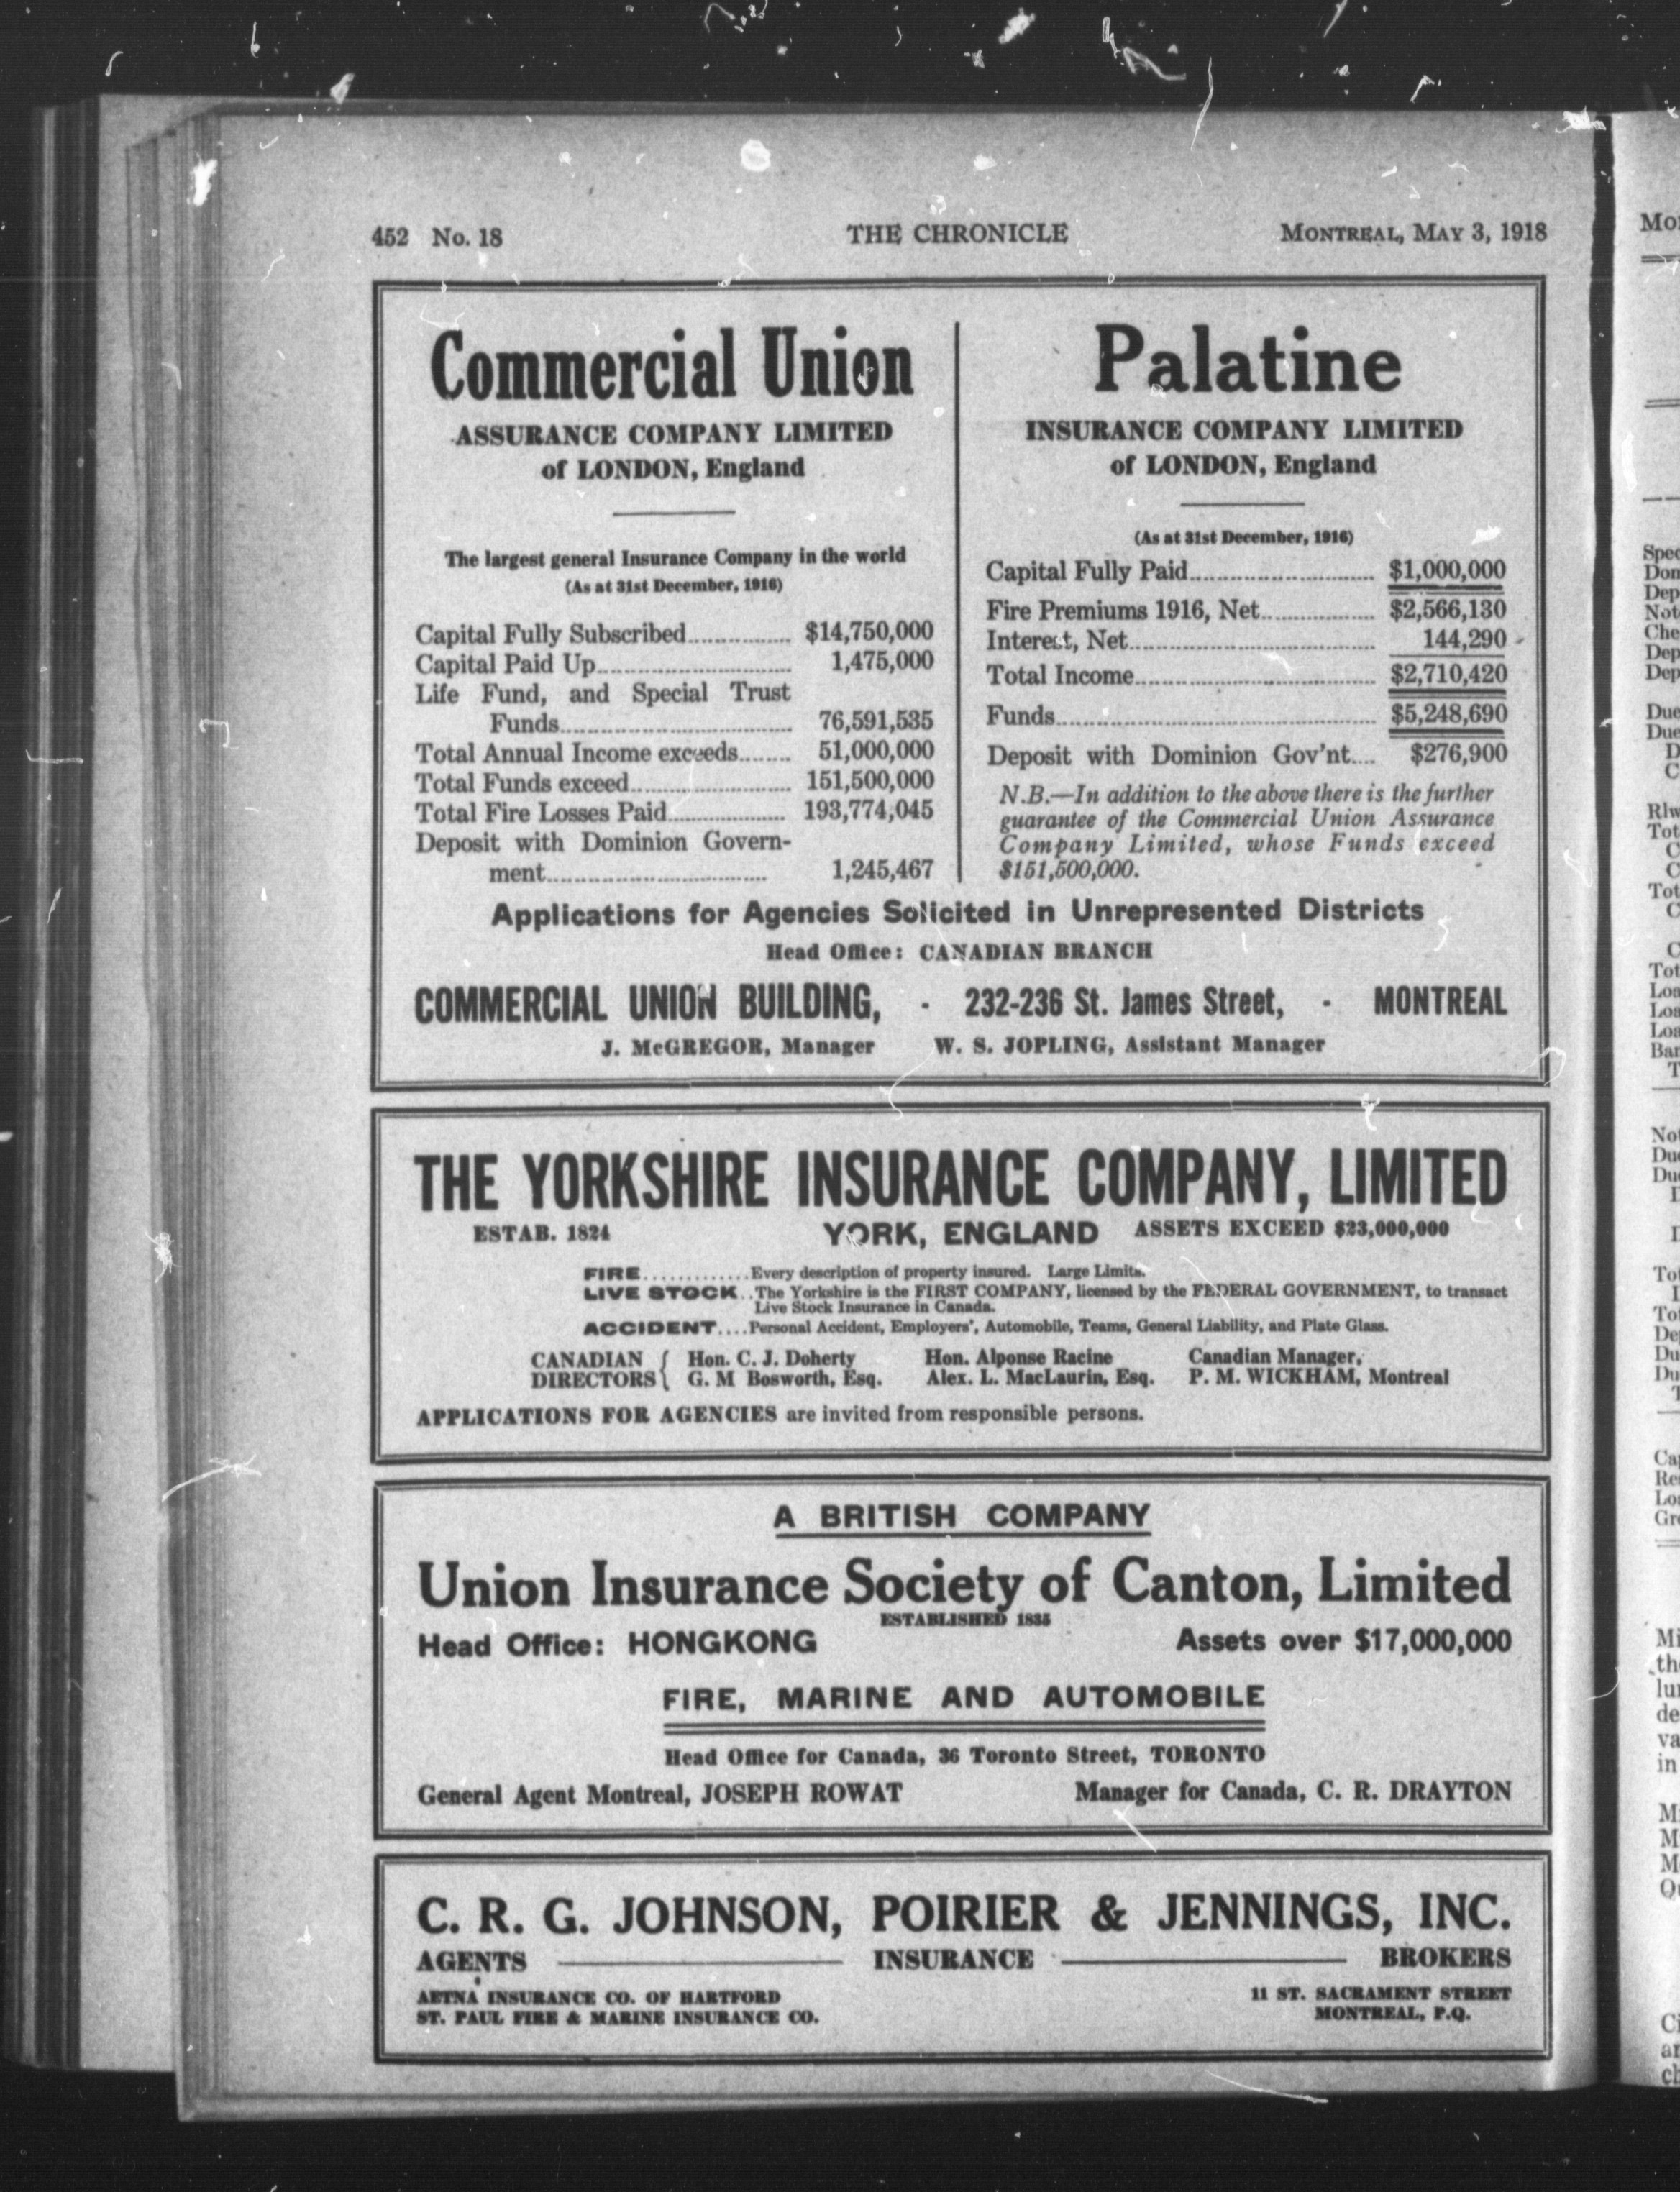 452 No. 18 THE CHRONICLE MONTREAL, MAY 3, 1918
Commercial Union
ASSURANCE COMPANY LIMITED
of LONDON, England
The largest general Insurance Company in the world
(As at 31st December, 1916)
Capital Fully Subscribed.............. $14,750,000
Capital Paid Up............................ 1,475,000
Life Fund, and Special Trust
Funds................................. 76,591,535
Total Annual Income exceeds........ 51,000,000
Total Funds exceed....................... 151,500,000
Total Fire Losses Paid.................. 193,774,045
Deposit with Dominion Govern-
ment................................ 1,245,467
Palatine
INSURANCE COMPANY LIMITED
of LONDON, England
(As at 31st December, 1916)
Capital Fully Paid.......................... $1,000,000
Fire Premiums 1916, Net................ $2,566,130
Interest, Net................................... 144,290
Total Income.................................. $2,710,420
Funds.............................................. $5,248,690
Deposit with Dominion Gov'nt.... $276,900
N.B.—In addition to the above there is the further
guarantee of the Commercial Union Assurance
Company Limited, whose Funds exceed
$151,500,000.
Applications for Agencies Solicited in Unrepresented Districts
Head Office: CANADIAN BRANCH
COMMERCIAL UNION BUILDING, - 232-236 St. James Street, - MONTREAL
J. McGREGOR, Manager W. S. JOPLING, Assistant Manager
THE YORKSHIRE INSURANCE COMPANY, LIMITED
ESTAB. 1824 YORK, ENGLAND ASSETS EXCEED $23,000,000
FIRE.............Every description of property insured. Large Limits.
LIVE STOCK..The Yorkshire is the FIRST COMPANY, licensed by the FEDERAL GOVERNMENT, to transact
Live Stock Insurance in Canada.
ACCIDENT....Personal Accident, Employers', Automobile, Teams, General Liability, and Plate Glass.
CANADIAN { Hon. C. J. Doherty Hon. Alponse Racine Canadian Manager,
DIRECTORS { G. M Bosworth, Esq. Alex. L. MacLaurin, Esq. P. M. WICKHAM, Montreal
APPLICATIONS FOR AGENCIES are invited from responsible persons.
A BRITISH COMPANY
Union Insurance Society of Canton, Limited
ESTABLISHED 1835
Head Office: HONGKONG Assets over $17,000,000
FIRE, MARINE AND AUTOMOBILE
Head Office for Canada, 36 Toronto Street, TORONTO
General Agent Montreal, JOSEPH ROWAT Manager for Canada, C. R. DRAYTON
C. R. G. JOHNSON, POIRIER & JENNINGS, INC.
AGENTS INSURANCE BROKERS
AETNA INSURANCE CO. OF HARTFORD 11 ST. SACRAMENT STREET
ST. PAUL FIRE & MARINE INSURANCE CO. MONTREAL, P.Q.